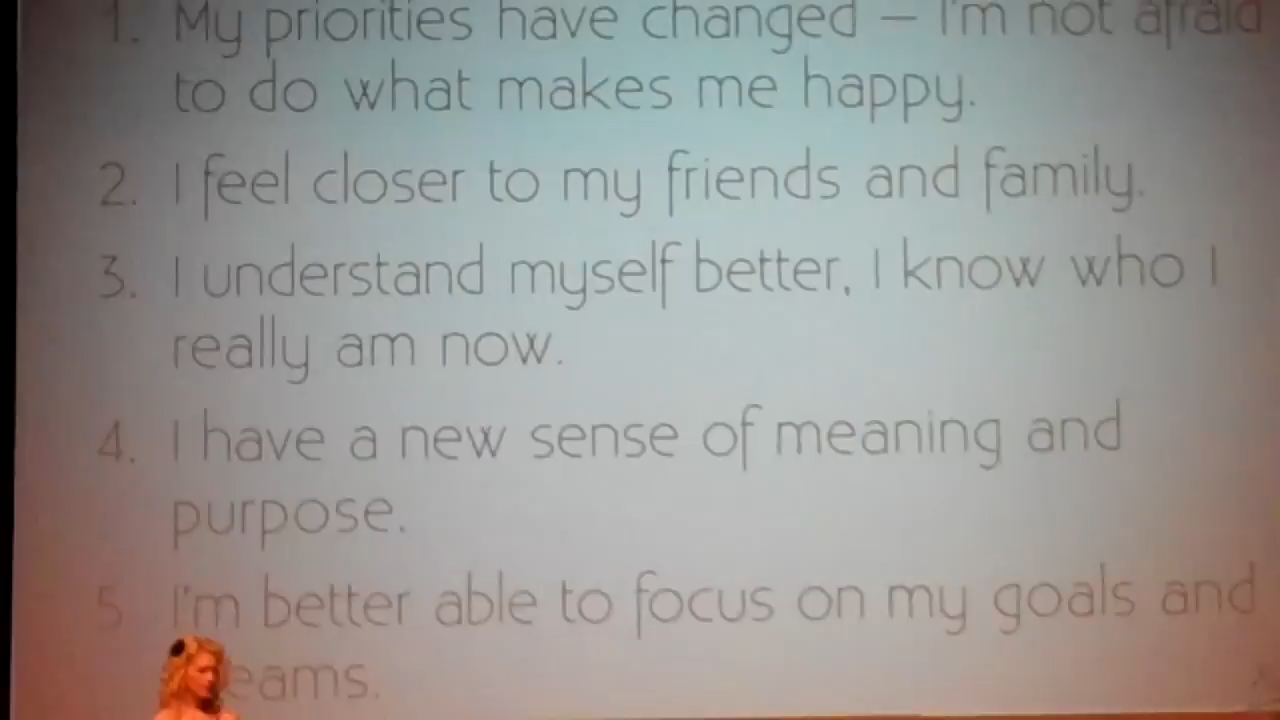 1. My priorities have changed – I'm not afraid
to do what makes me happy.
2. I feel closer to my friends and family.
3. I understand myself better, I know who I
really am now.
4. I have a new sense of meaning and
purpose.
5. I'm better able to focus on my goals and
eams.